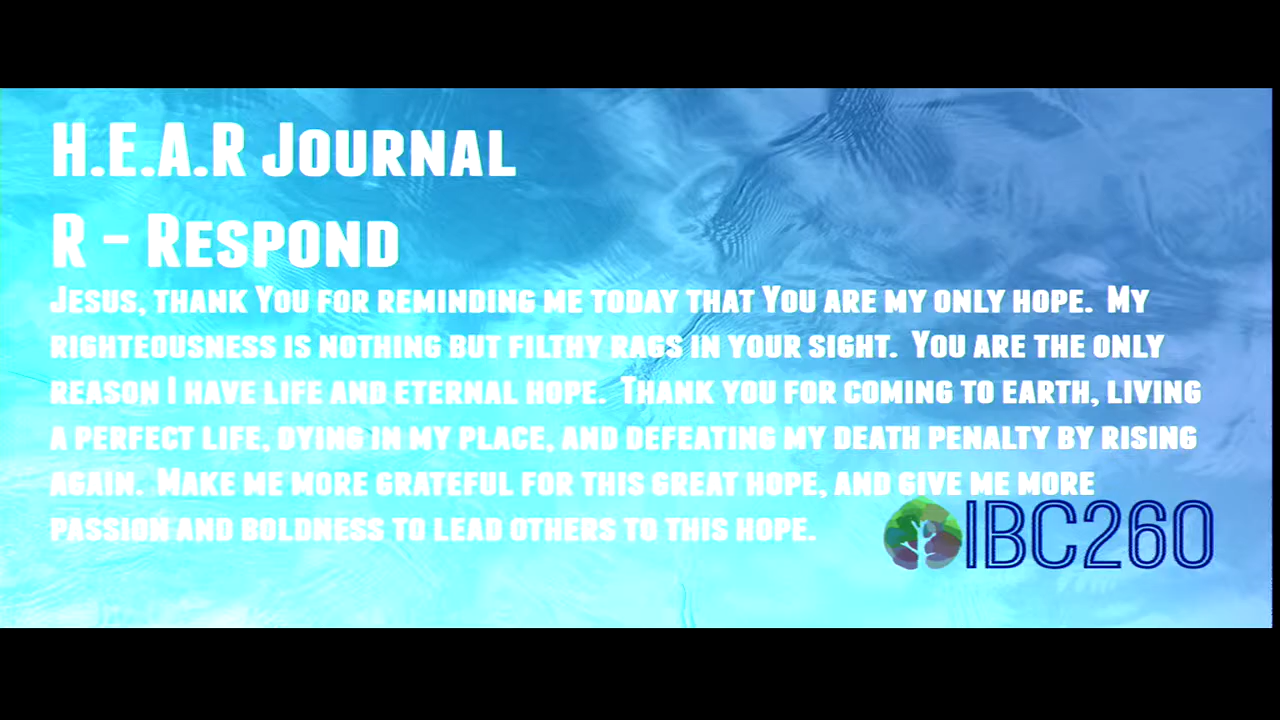 H.E.A.R Journal
R - Respond
Jesus, thank You for reminding me today that You are my only hope. My
righteousness is nothing but filthy rags in your sight. You are the only
reason I have life and eternal hope. Thank you for coming to earth, living
a perfect life, dying in my place, and defeating my death penalty by rising
again. Make me more grateful for this great hope, and give me more
passion and boldness to lead others to this hope.
IBC260